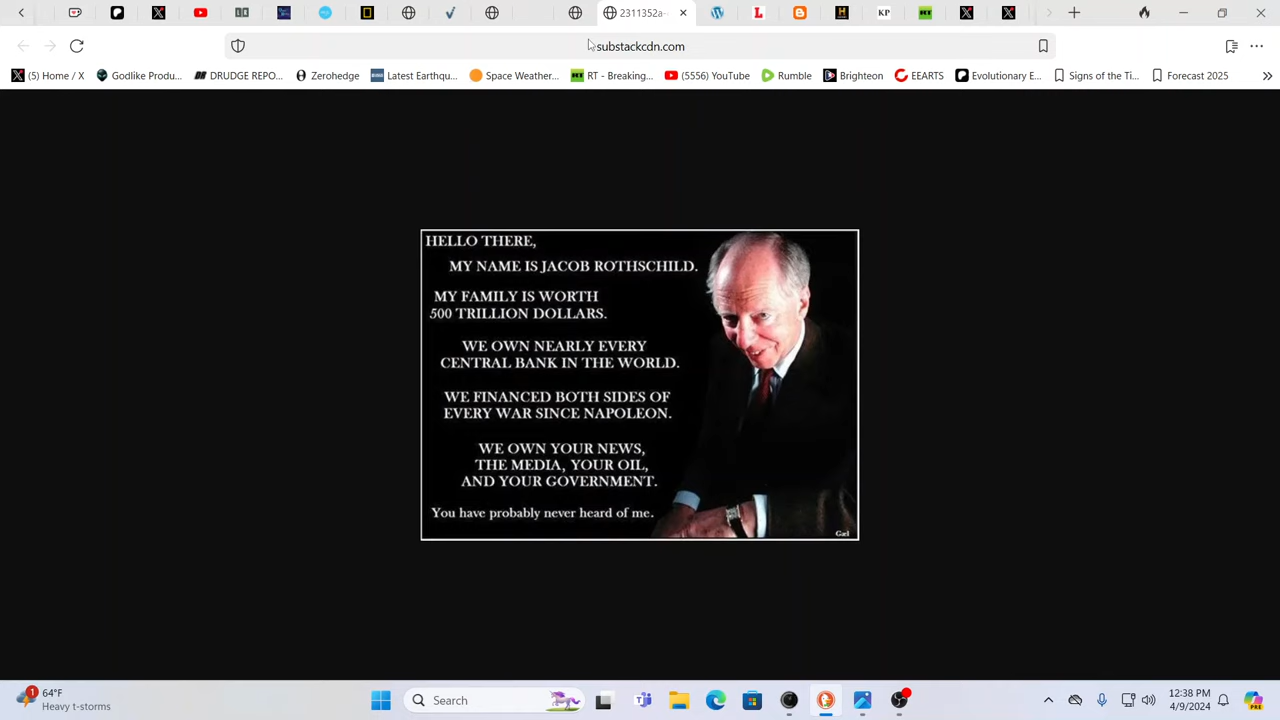 2311352a-
substackcdn.com
(5) Home / X
Godlike Produ...
DRUDGE REPO...
Zerohedge
Latest Earthqu...
Space Weather...
RT - Breaking...
(5556) YouTube
Rumble
Brighteon
EEARTS
Evolutionary E...
Signs of the Ti...
Forecast 2025
HELLO THERE,
MY NAME IS JACOB ROTHSCHILD.
MY FAMILY IS WORTH
500 TRILLION DOLLARS.
WE OWN NEARLY EVERY
CENTRAL BANK IN THE WORLD.
WE FINANCED BOTH SIDES OF
EVERY WAR SINCE NAPOLEON.
WE OWN YOUR NEWS,
THE MEDIA, YOUR OIL,
AND YOUR GOVERNMENT.
You have probably never heard of me.
Gæl
1
64°F
Heavy t-storms
Search
12:38 PM
4/9/2024
PRE